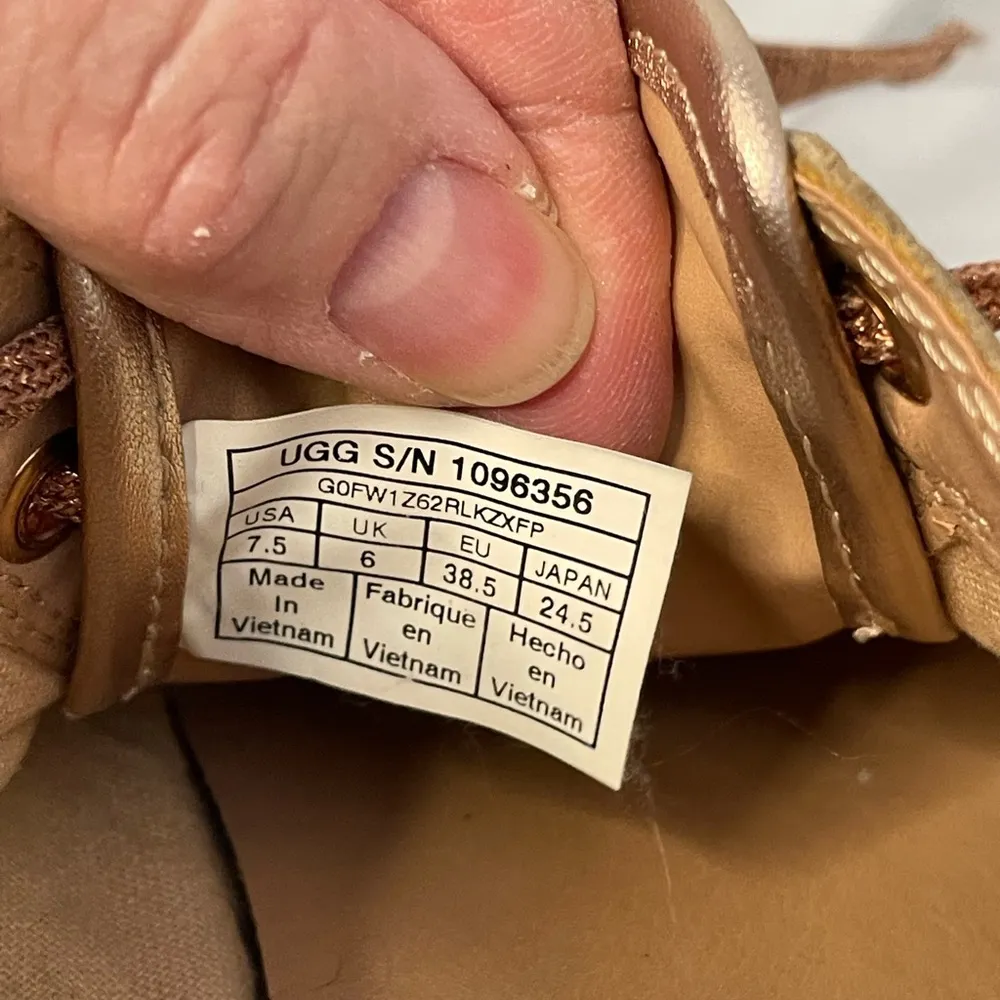 UGG S/N 1096356
G0FW1Z62RLKZXFP
USA UK EU JAPAN
7.5 6 38.5 24.5
Made Fabrique Hecho
In en en
Vietnam Vietnam Vietnam